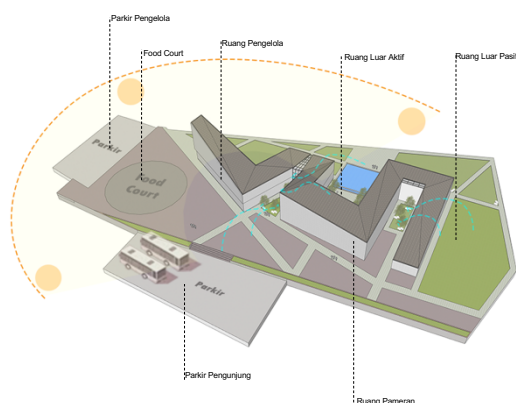 Parkir Pengelola
Food Court
Ruang Pengelola
Ruang Luar Aktif
Ruang Luar Pasif
Parkir
Food
Court
Parkir
Parkir Pengunjung
Ruang Pameran